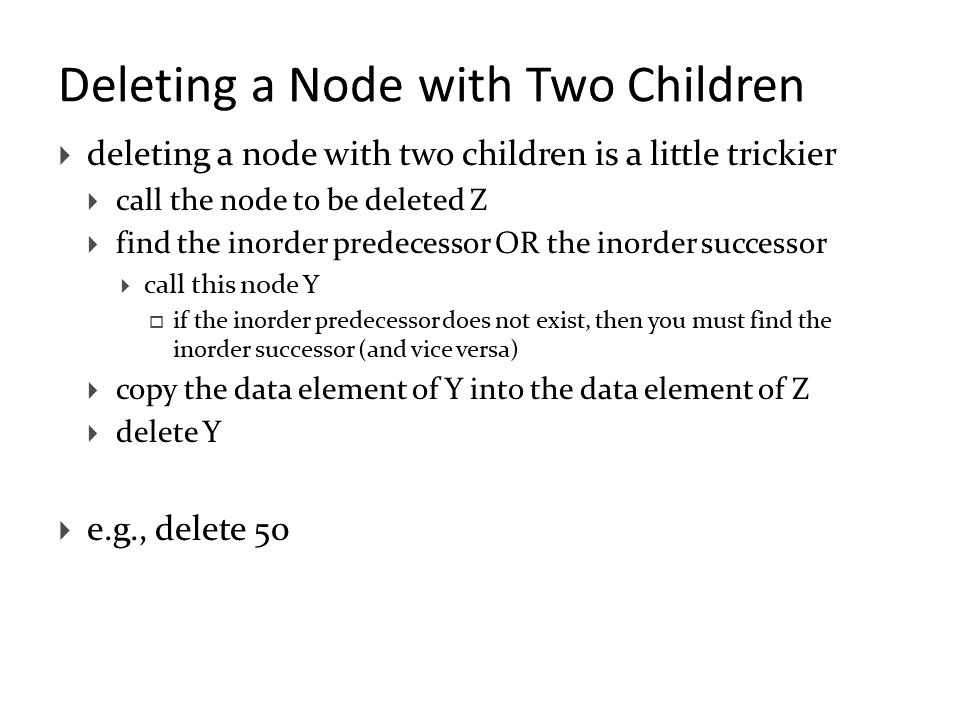 Deleting a Node with Two Children
deleting a node with two children is a little trickier
call the node to be deleted Z
find the inorder predecessor OR the inorder successor
call this node Y
if the inorder predecessor does not exist, then you must find the
inorder successor (and vice versa)
copy the data element of Y into the data element of Z
delete Y
e.g., delete 50